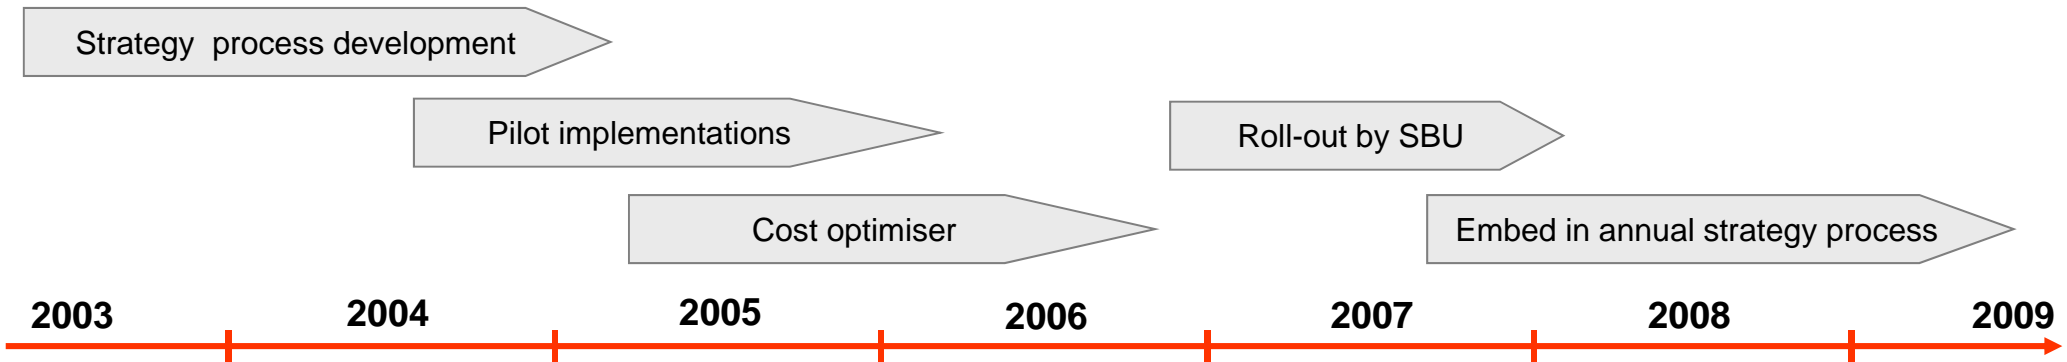 Strategy  process development
Pilot implementations
Roll-out by SBU
Cost optimiser
Embed in annual strategy process
2003
2004
2005
2006
2007
2008
2009